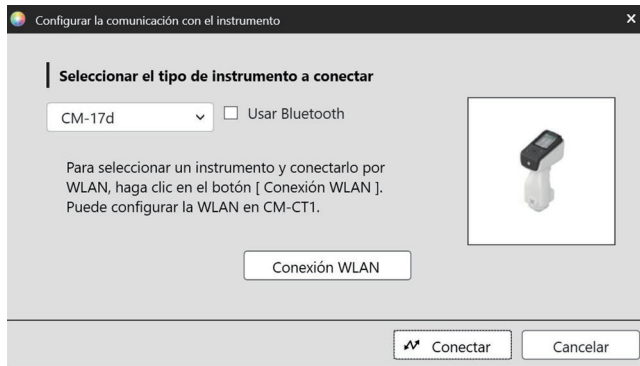 Configurar la comunicación con el instrumento
Seleccionar el tipo de instrumento a conectar
CM-17d
Usar Bluetooth
Para seleccionar un instrumento y conectarlo por
WLAN, haga clic en el botón [ Conexión WLAN ].
Puede configurar la WLAN en CM-CT1.
Conexión WLAN
Conectar
Cancelar